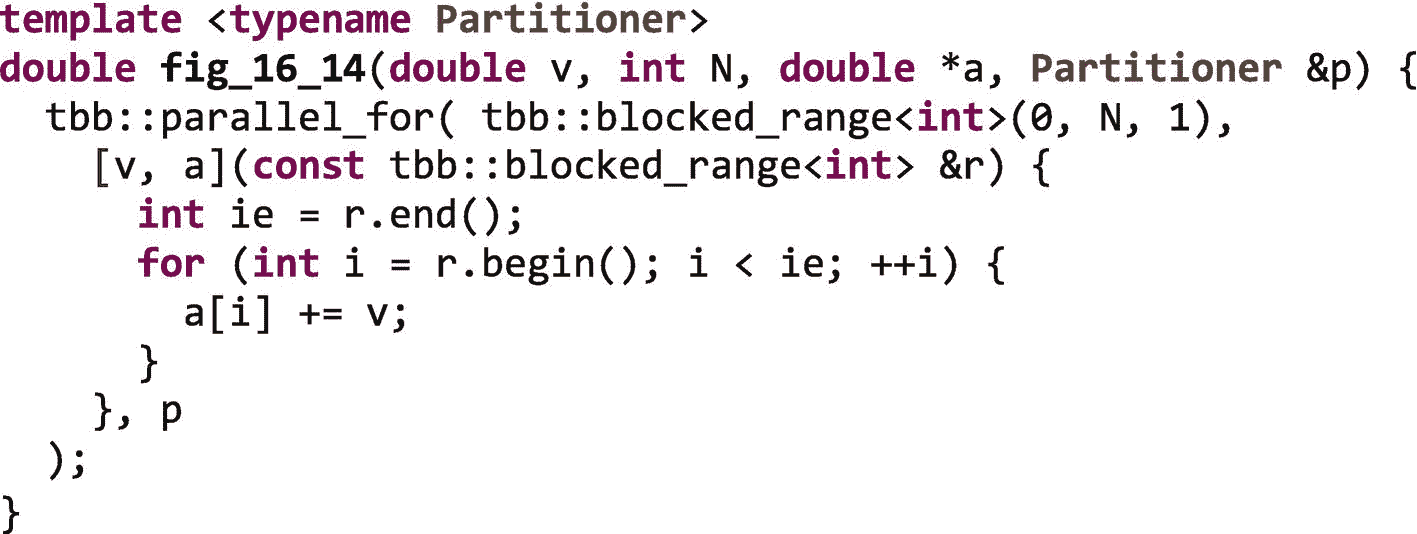 template <typename Partitioner>
double fig_16_14(double v, int N, double *a, Partitioner &p) {
  tbb::parallel_for( tbb::blocked_range<int>(0, N, 1),
    [v, a](const tbb::blocked_range<int> &r) {
      int ie = r.end();
      for (int i = r.begin(); i < ie; ++i) {
        a[i] += v;
      }
    }, p
  );
}